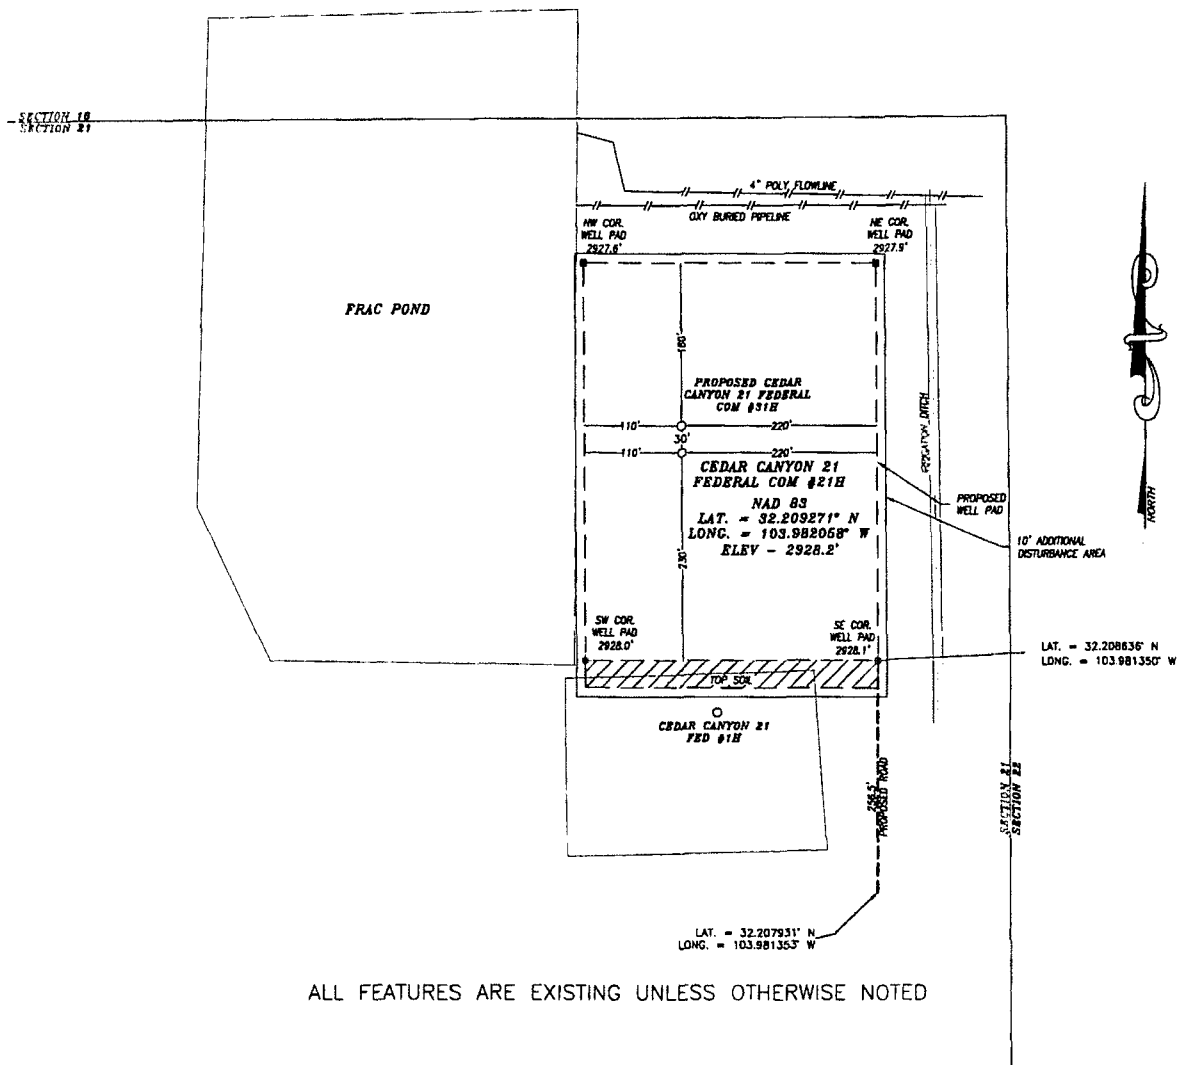 SECTION 16
SECTION 21
4" POLY FLOWLINE
OXY BURIED PIPELINE
NW COR.
WELL PAD
2927.6'
NE COR.
WELL PAD
2927.9'
FRAC POND
180'
PROPOSED CEDAR
CANYON 21 FEDERAL
COM #31H
110'
220'
30'
110'
220'
CEDAR CANYON 21
FEDERAL COM #21H
NAD 83
LAT. = 32.209271° N
LONG. = 103.982058° W
ELEV - 2928.2'
230'
IRRIGATION DITCH
PROPOSED
WELL PAD
NORTH
10' ADDITIONAL
DISTURBANCE AREA
SW COR.
WELL PAD
2928.0'
SE COR.
WELL PAD
2928.1'
LAT. = 32.208636° N
LONG. = 103.981350° W
TOP SOIL
CEDAR CANYON 21
FED #1H
256.5'
PROPOSED ROAD
SECTION 21
SECTION 22
LAT. = 32.207931° N
LONG. = 103.981353° W
ALL FEATURES ARE EXISTING UNLESS OTHERWISE NOTED